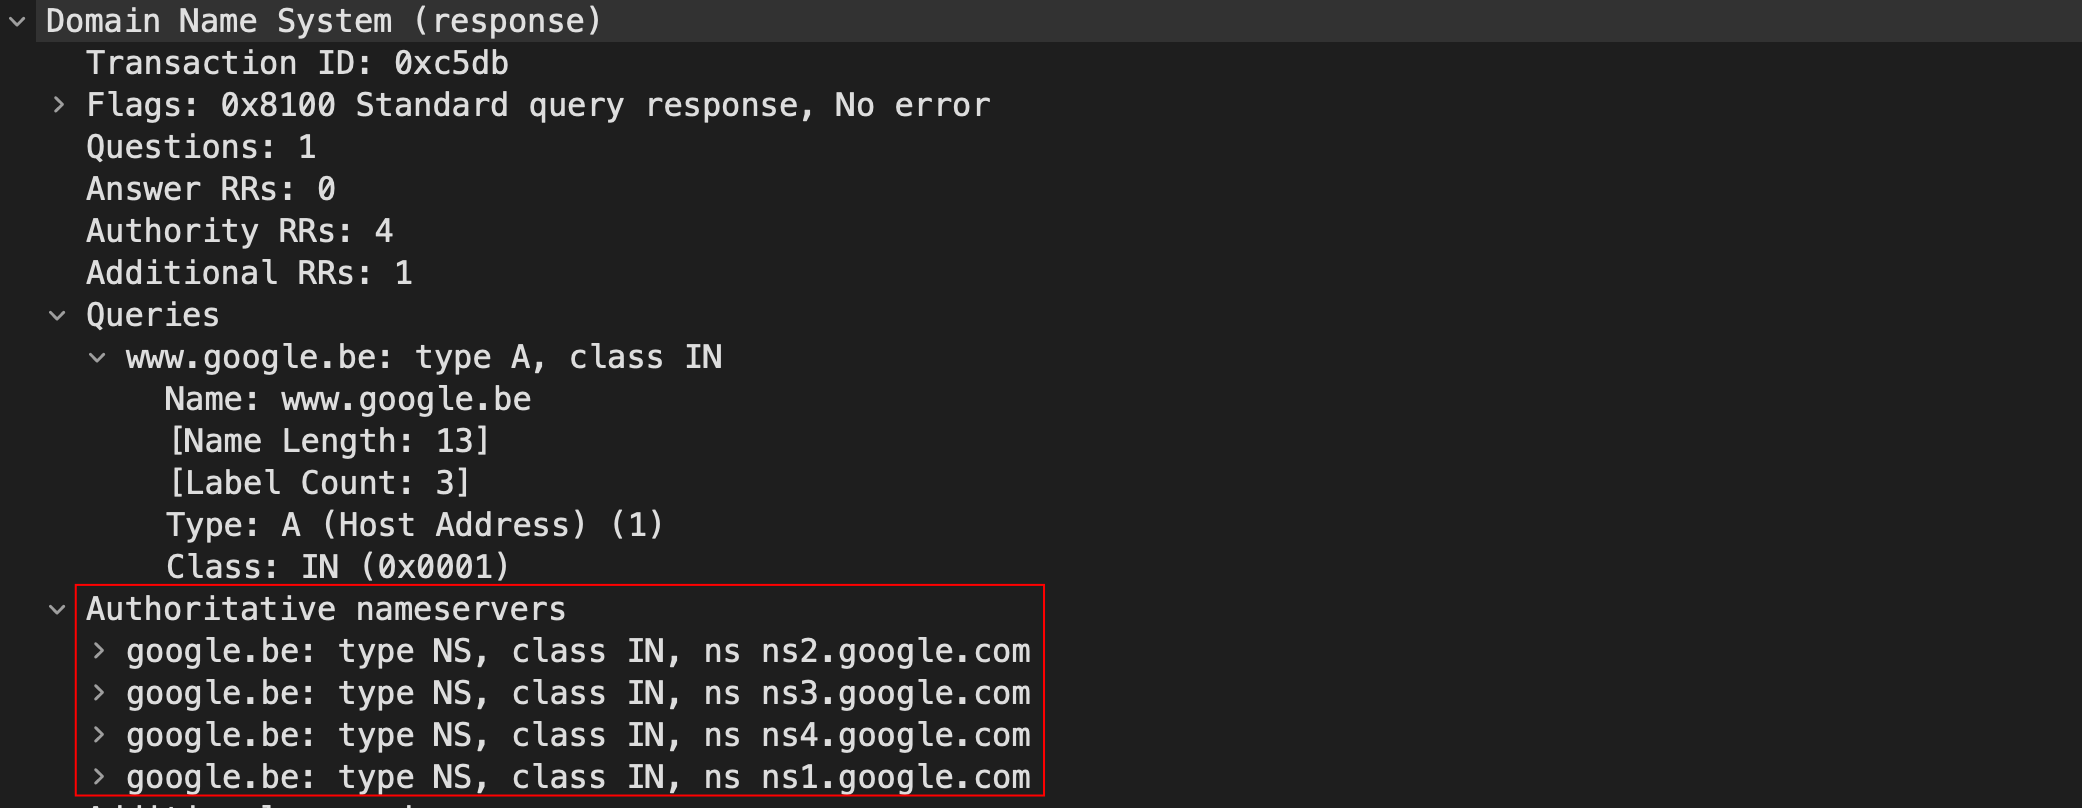 Domain Name System (response)
Transaction ID: 0xc5db
Flags: 0x8100 Standard query response, No error
Questions: 1
Answer RRs: 0
Authority RRs: 4
Additional RRs: 1
Queries
www.google.be: type A, class IN
Name: www.google.be
[Name Length: 13]
[Label Count: 3]
Type: A (Host Address) (1)
Class: IN (0x0001)
Authoritative nameservers
google.be: type NS, class IN, ns ns2.google.com
google.be: type NS, class IN, ns ns3.google.com
google.be: type NS, class IN, ns ns4.google.com
google.be: type NS, class IN, ns ns1.google.com